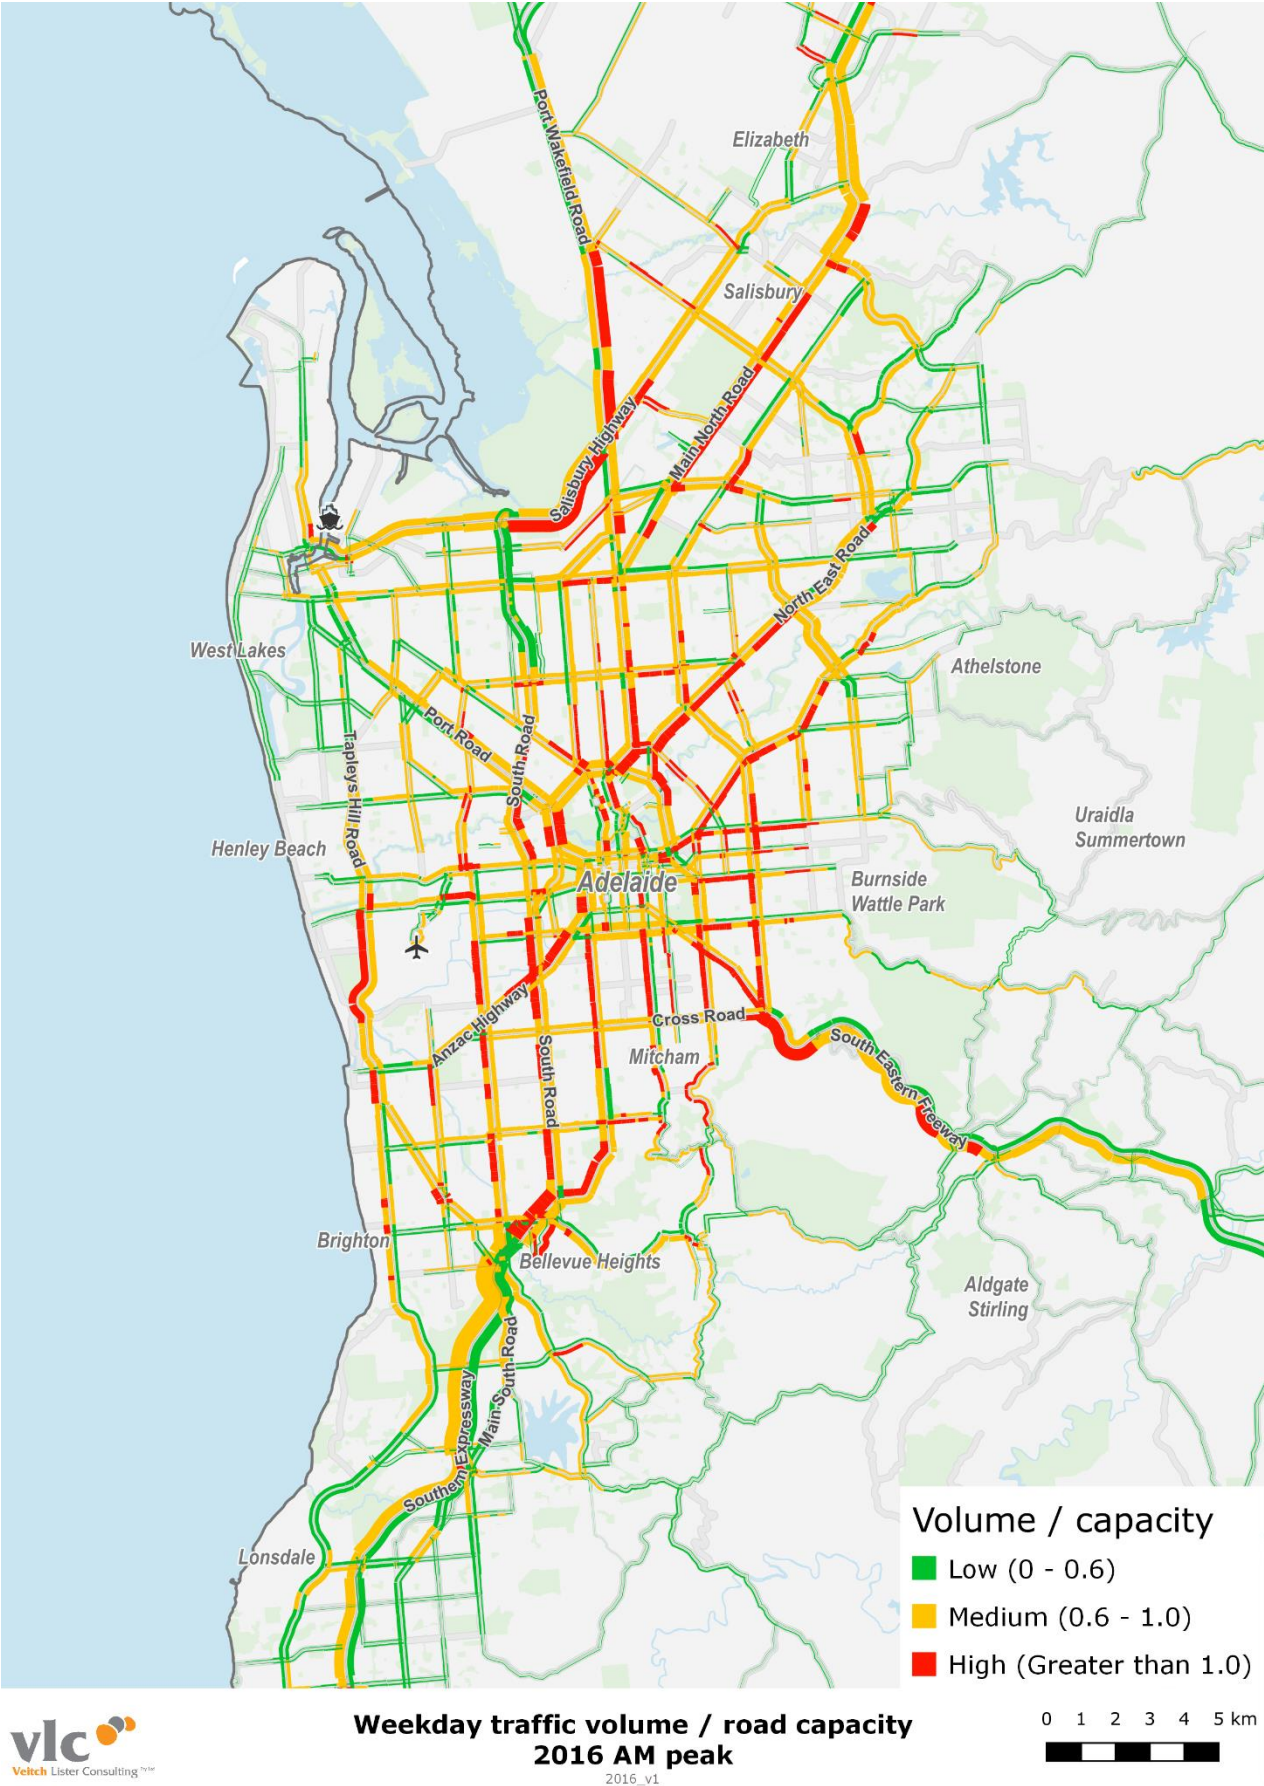 Port Wakefield Road
Elizabeth
Salisbury
Salisbury Highway
Main North Road
North East Road
West Lakes
Athelstone
Port Road
South Road
Tapleys Hill Road
Uraidla
Summertown
Henley Beach
Adelaide
Burnside
Wattle Park
Anzac Highway
Cross Road
South Road
Mitcham
South Eastern Freeway
Brighton
Bellevue Heights
Aldgate
Stirling
Main South Road
Southern Expressway
Lonsdale
Volume / capacity
Low (0 - 0.6)
Medium (0.6 - 1.0)
High (Greater than 1.0)
vlc
Veitch Lister Consulting
Weekday traffic volume / road capacity
2016 AM peak
2016_v1
0 1 2 3 4 5 km